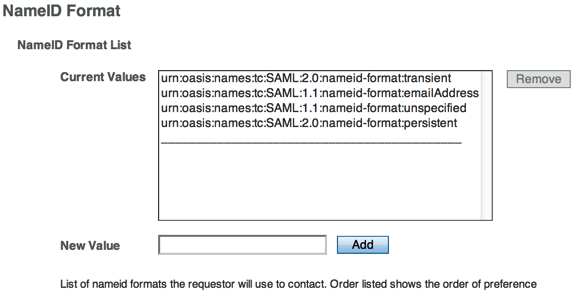 NameID Format
NameID Format List
Current Values
urn:oasis:names:tc:SAML:2.0:nameid-format:transient
urn:oasis:names:tc:SAML:1.1:nameid-format:emailAddress
urn:oasis:names:tc:SAML:1.1:nameid-format:unspecified
urn:oasis:names:tc:SAML:2.0:nameid-format:persistent
Remove
New Value
Add
List of nameid formats the requestor will use to contact. Order listed shows the order of preference